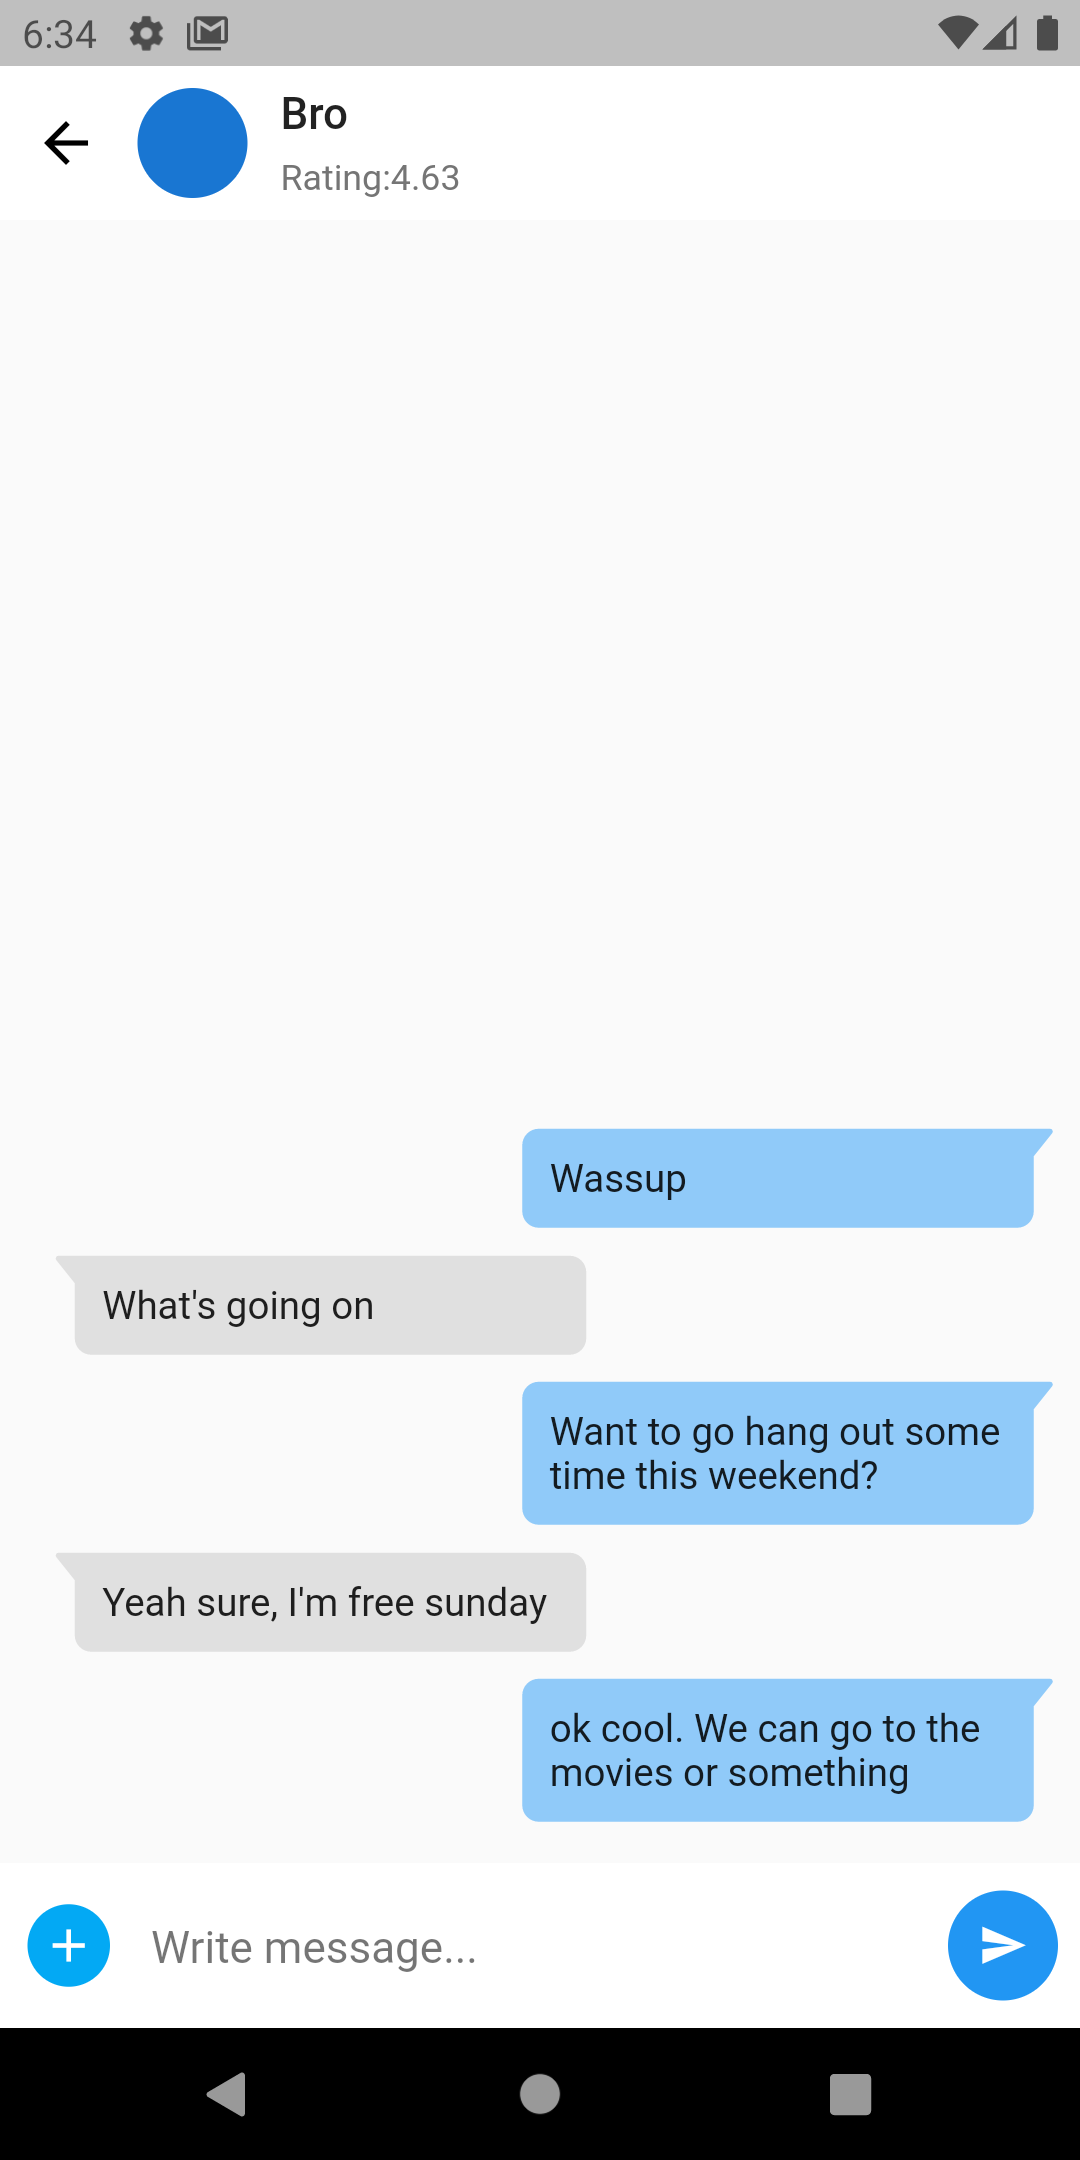 6:34
Bro
Rating:4.63
Wassup
What's going on
Want to go hang out some
time this weekend?
Yeah sure, I'm free sunday
ok cool. We can go to the
movies or something
Write message...